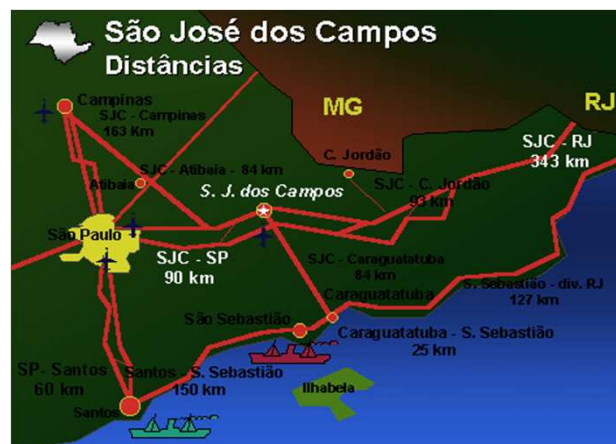 São José dos Campos
Distâncias
Campinas
SJC - Campinas
163 Km
MG
RJ
SJC - RJ
343 km
SJC - Atibaia - 84 km
C. Jordão
Atibaia
S. J. dos Campos
SJC - C. Jordão
93 Km
São Paulo
SJC - SP
90 km
SJC - Caraguatatuba
84 km
S. Sebastião - div. RJ
127 km
Caraguatatuba
São Sebastião
Caraguatatuba - S. Sebastião
25 km
SP- Santos
60 km
Santos - S. Sebastião
150 km
Ilhabela
Santos